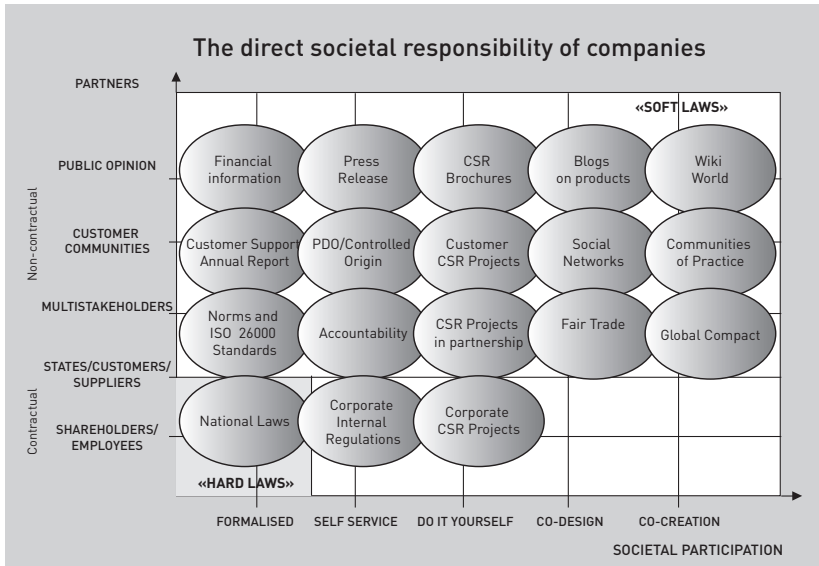 The direct societal responsibility of companies
PARTNERS
«SOFT LAWS»
PUBLIC OPINION
Financial
information
Press
Release
CSR
Brochures
Blogs
on products
Wiki
World
Non-contractual
CUSTOMER
COMMUNITIES
Customer Support
Annual Report
PDO/Controlled
Origin
Customer
CSR Projects
Social
Networks
Communities
of Practice
MULTISTAKEHOLDERS
Norms and
ISO 26000
Standards
Accountability
CSR Projects
in partnership
Fair Trade
Global Compact
STATES/CUSTOMERS/
SUPPLIERS
Contractual
SHAREHOLDERS/
EMPLOYEES
National Laws
Corporate
Internal
Regulations
Corporate
CSR Projects
«HARD LAWS»
FORMALISED
SELF SERVICE
DO IT YOURSELF
CO-DESIGN
CO-CREATION
SOCIETAL PARTICIPATION